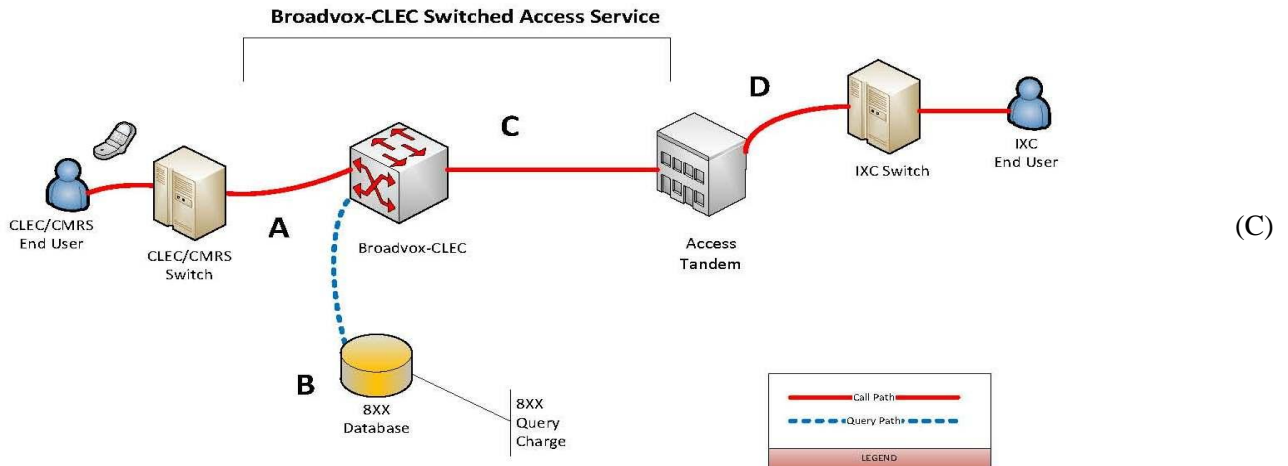 Broadvox-CLEC Switched Access Service
D
C
A
B
CLEC/CMRS
End User
CLEC/CMRS
Switch
Broadvox-CLEC
Access
Tandem
IXC Switch
IXC
End User
(C)
8XX
Database
8XX
Query
Charge
Call Path
Query Path
LEGEND